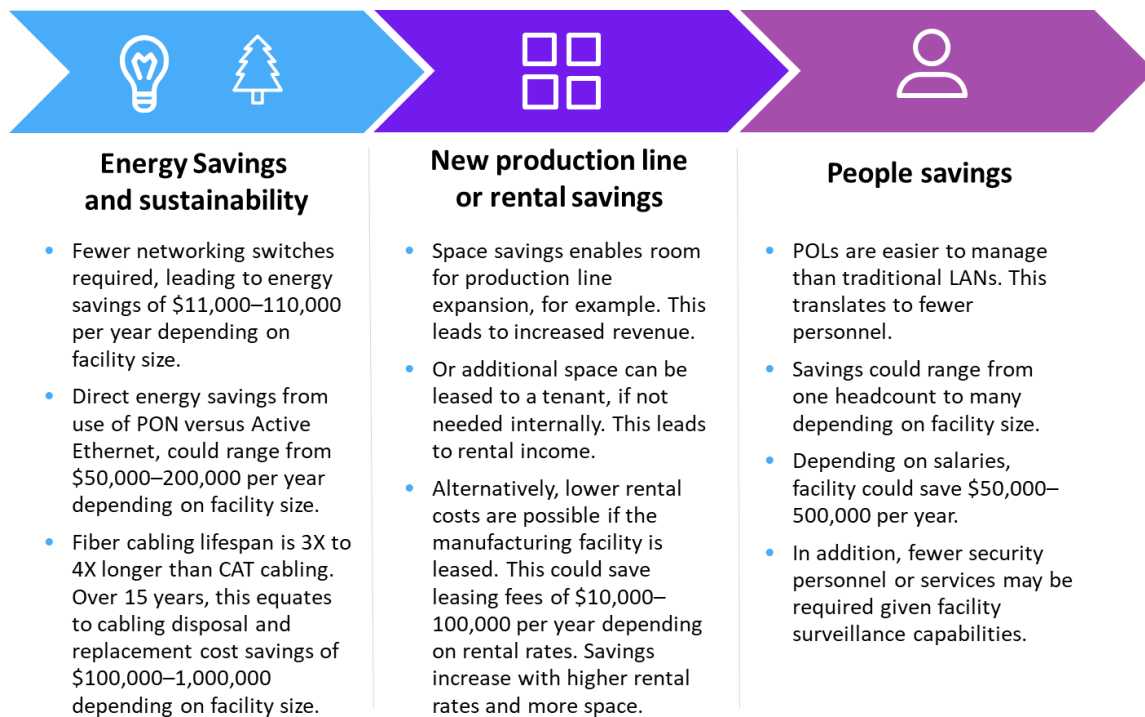 Energy Savings
and sustainability
• Fewer networking switches
required, leading to energy
savings of $11,000–110,000
per year depending on
facility size.
• Direct energy savings from
use of PON versus Active
Ethernet, could range from
$50,000–200,000 per year
depending on facility size.
• Fiber cabling lifespan is 3X to
4X longer than CAT cabling.
Over 15 years, this equates
to cabling disposal and
replacement cost savings of
$100,000–1,000,000
depending on facility size.
New production line
or rental savings
• Space savings enables room
for production line
expansion, for example. This
leads to increased revenue.
• Or additional space can be
leased to a tenant, if not
needed internally. This leads
to rental income.
• Alternatively, lower rental
costs are possible if the
manufacturing facility is
leased. This could save
leasing fees of $10,000–
100,000 per year depending
on rental rates. Savings
increase with higher rental
rates and more space.
People savings
• POLs are easier to manage
than traditional LANs. This
translates to fewer
personnel.
• Savings could range from
one headcount to many
depending on facility size.
• Depending on salaries,
facility could save $50,000–
500,000 per year.
• In addition, fewer security
personnel or services may be
required given facility
surveillance capabilities.